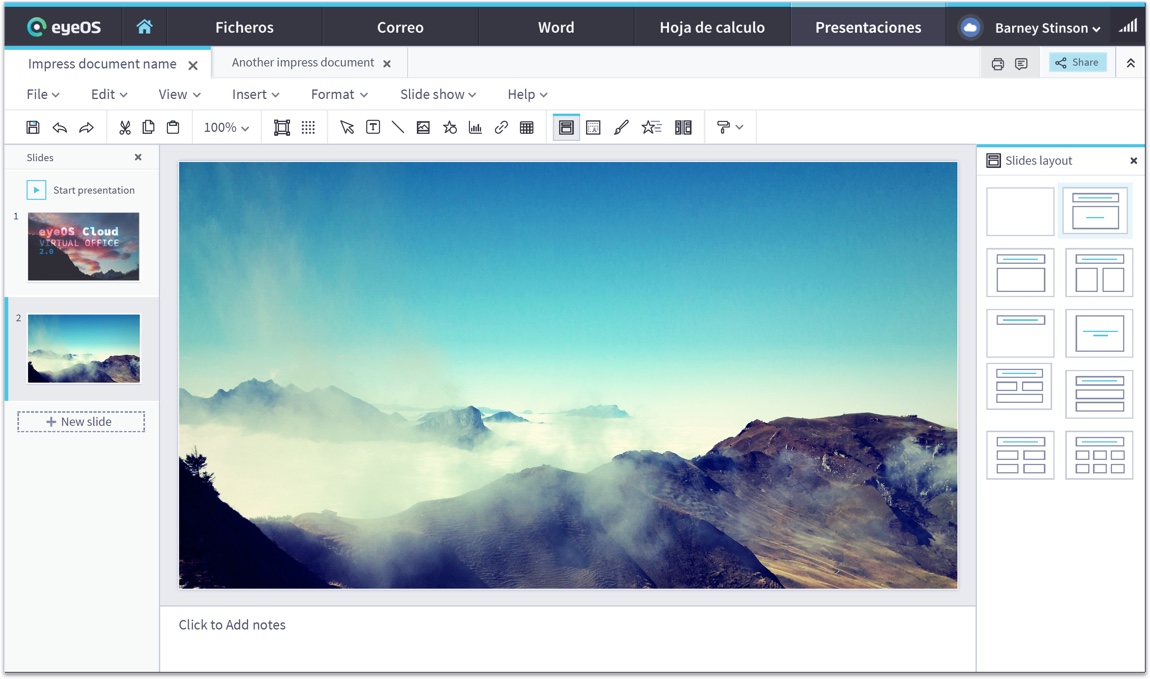 eyeOS
Ficheros
Correo
Word
Hoja de calculo
Presentaciones
Barney Stinson
Impress document name
Another impress document
Share
File
Edit
View
Insert
Format
Slide show
Help
100%
T
A
Slides
Start presentation
1
eyeOS Cloud
VIRTUAL OFFICE
2.0
2
New slide
Slides layout
Click to Add notes